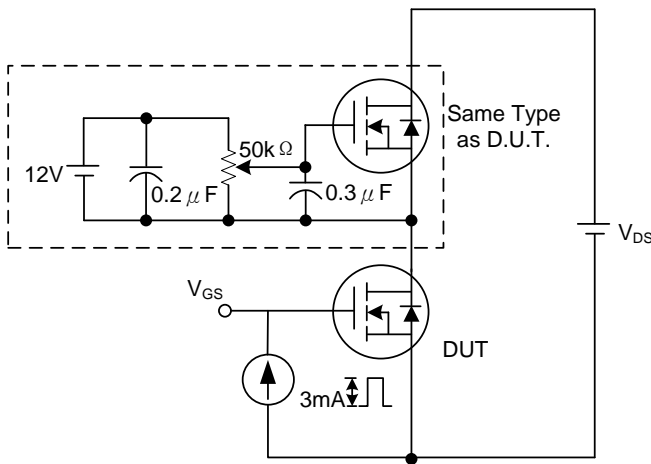 Same Type
as D.U.T.
50kΩ
12V
0.2μF
0.3μF
VDS
VGS
DUT
3mA